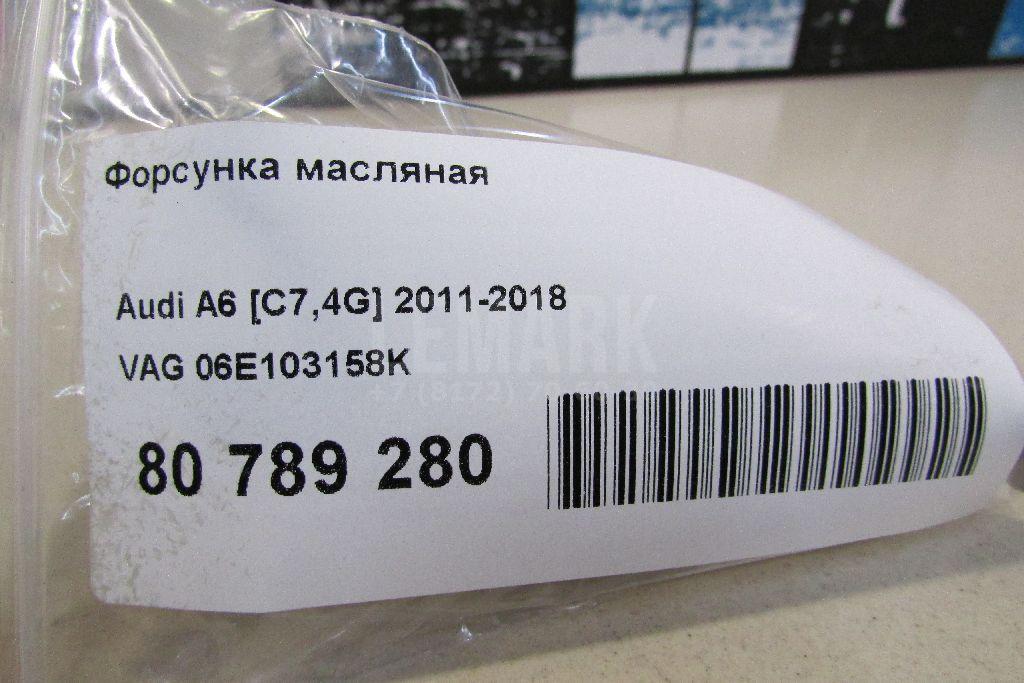 Форсунка масляная
Audi A6 [C7,4G] 2011-2018
VAG 06E103158K
80 789 280